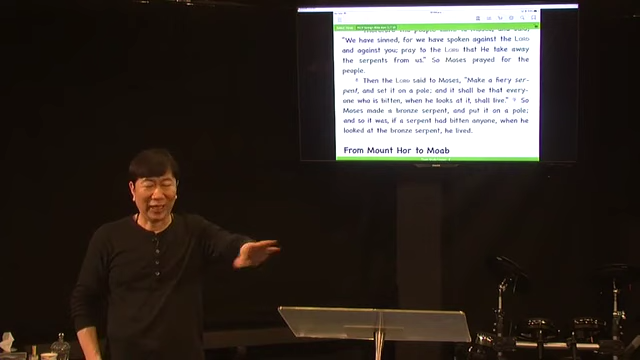 "We have sinned, for we have spoken against the LORD
and against you; pray to the LORD that He take away
the serpents from us." So Moses prayed for the
people.
8 Then the LORD said to Moses, "Make a fiery ser-
pent, and set it on a pole; and it shall be that every-
one who is bitten, when he looks at it, shall live." 9 So
Moses made a bronze serpent, and put it on a pole;
and so it was, if a serpent had bitten anyone, when he
looked at the bronze serpent, he lived.
From Mount Hor to Moab